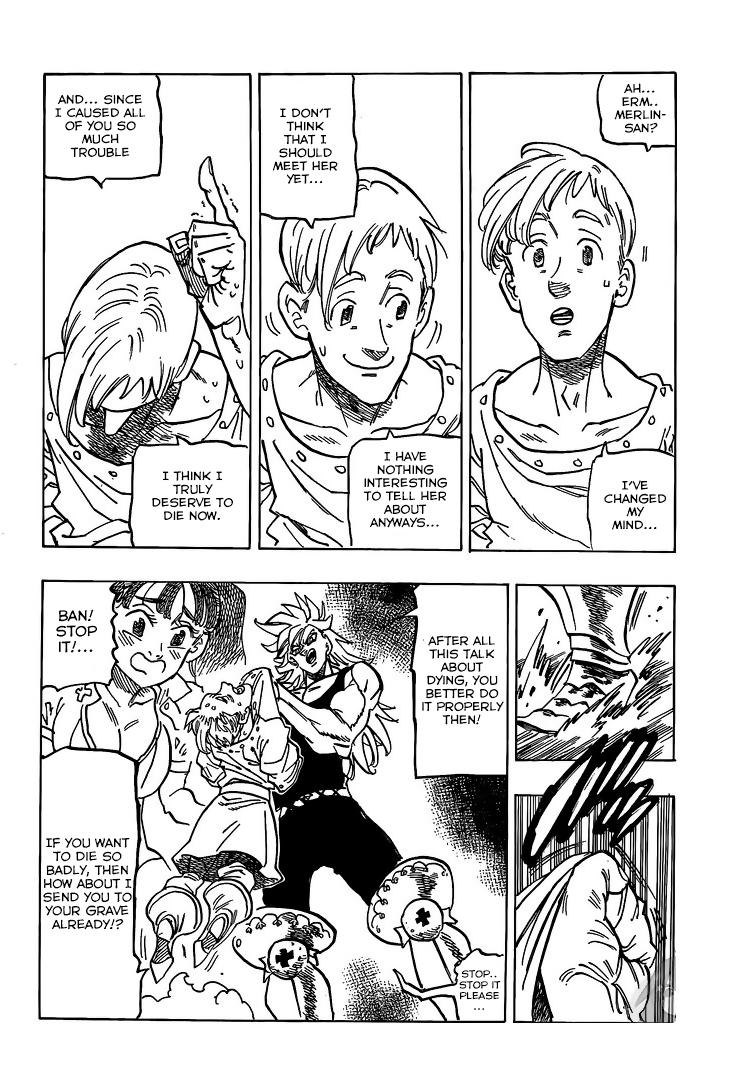 AH...
ERM..
MERLIN-
SAN?
I'VE
CHANGED
MY
MIND...
I DON'T
THINK
THAT I
SHOULD
MEET HER
YET...
I HAVE
NOTHING
INTERESTING
TO TELL HER
ABOUT
ANYWAYS...
AND... SINCE
I CAUSED ALL
OF YOU SO
MUCH
TROUBLE
I THINK I
TRULY
DESERVE TO
DIE NOW.
AFTER ALL
THIS TALK
ABOUT
DYING, YOU
BETTER DO
IT PROPERLY
THEN!
BAN!
STOP
IT!...
IF YOU WANT
TO DIE SO
BADLY, THEN
HOW ABOUT I
SEND YOU TO
YOUR GRAVE
ALREADY!?
STOP..
STOP IT
PLEASE
...